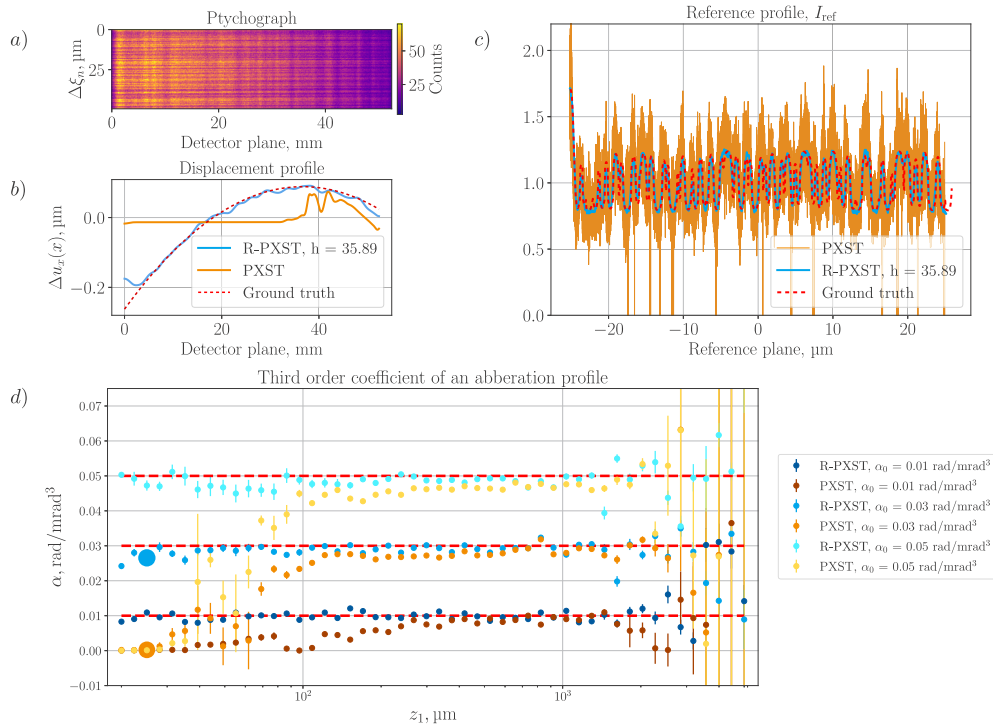 a)
Ptychograph
0
25
Δξₙ, µm
0
20
40
Detector plane, mm
50
25
Counts
b)
Displacement profile
0.0
−0.2
Δuₓ(x), µm
R-PXST, h = 35.89
PXST
Ground truth
0
20
40
Detector plane, mm
c)
Reference profile, I_ref
2.0
1.5
1.0
0.5
0.0
PXST
R-PXST, h = 35.89
Ground truth
−20
−10
0
10
20
Reference plane, µm
d)
Third order coefficient of an abberation profile
0.07
0.06
0.05
0.04
0.03
0.02
0.01
0.00
−0.01
α, rad/mrad³
10²
10³
z₁, µm
R-PXST, α₀ = 0.01 rad/mrad³
PXST, α₀ = 0.01 rad/mrad³
R-PXST, α₀ = 0.03 rad/mrad³
PXST, α₀ = 0.03 rad/mrad³
R-PXST, α₀ = 0.05 rad/mrad³
PXST, α₀ = 0.05 rad/mrad³